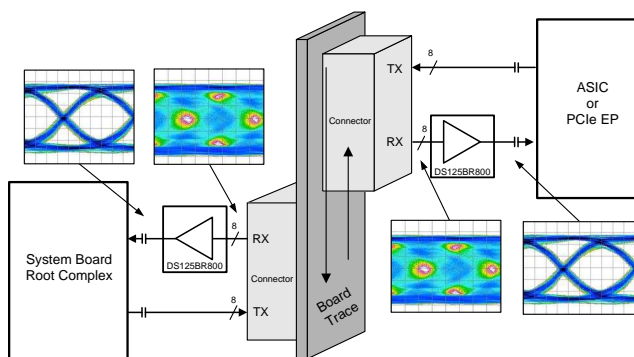 8
TX
ASIC
or
PCIe EP
Connector
8
RX
DS125BR800
8
RX
System Board
Root Complex
DS125BR800
Connector
8
TX
Board
Trace